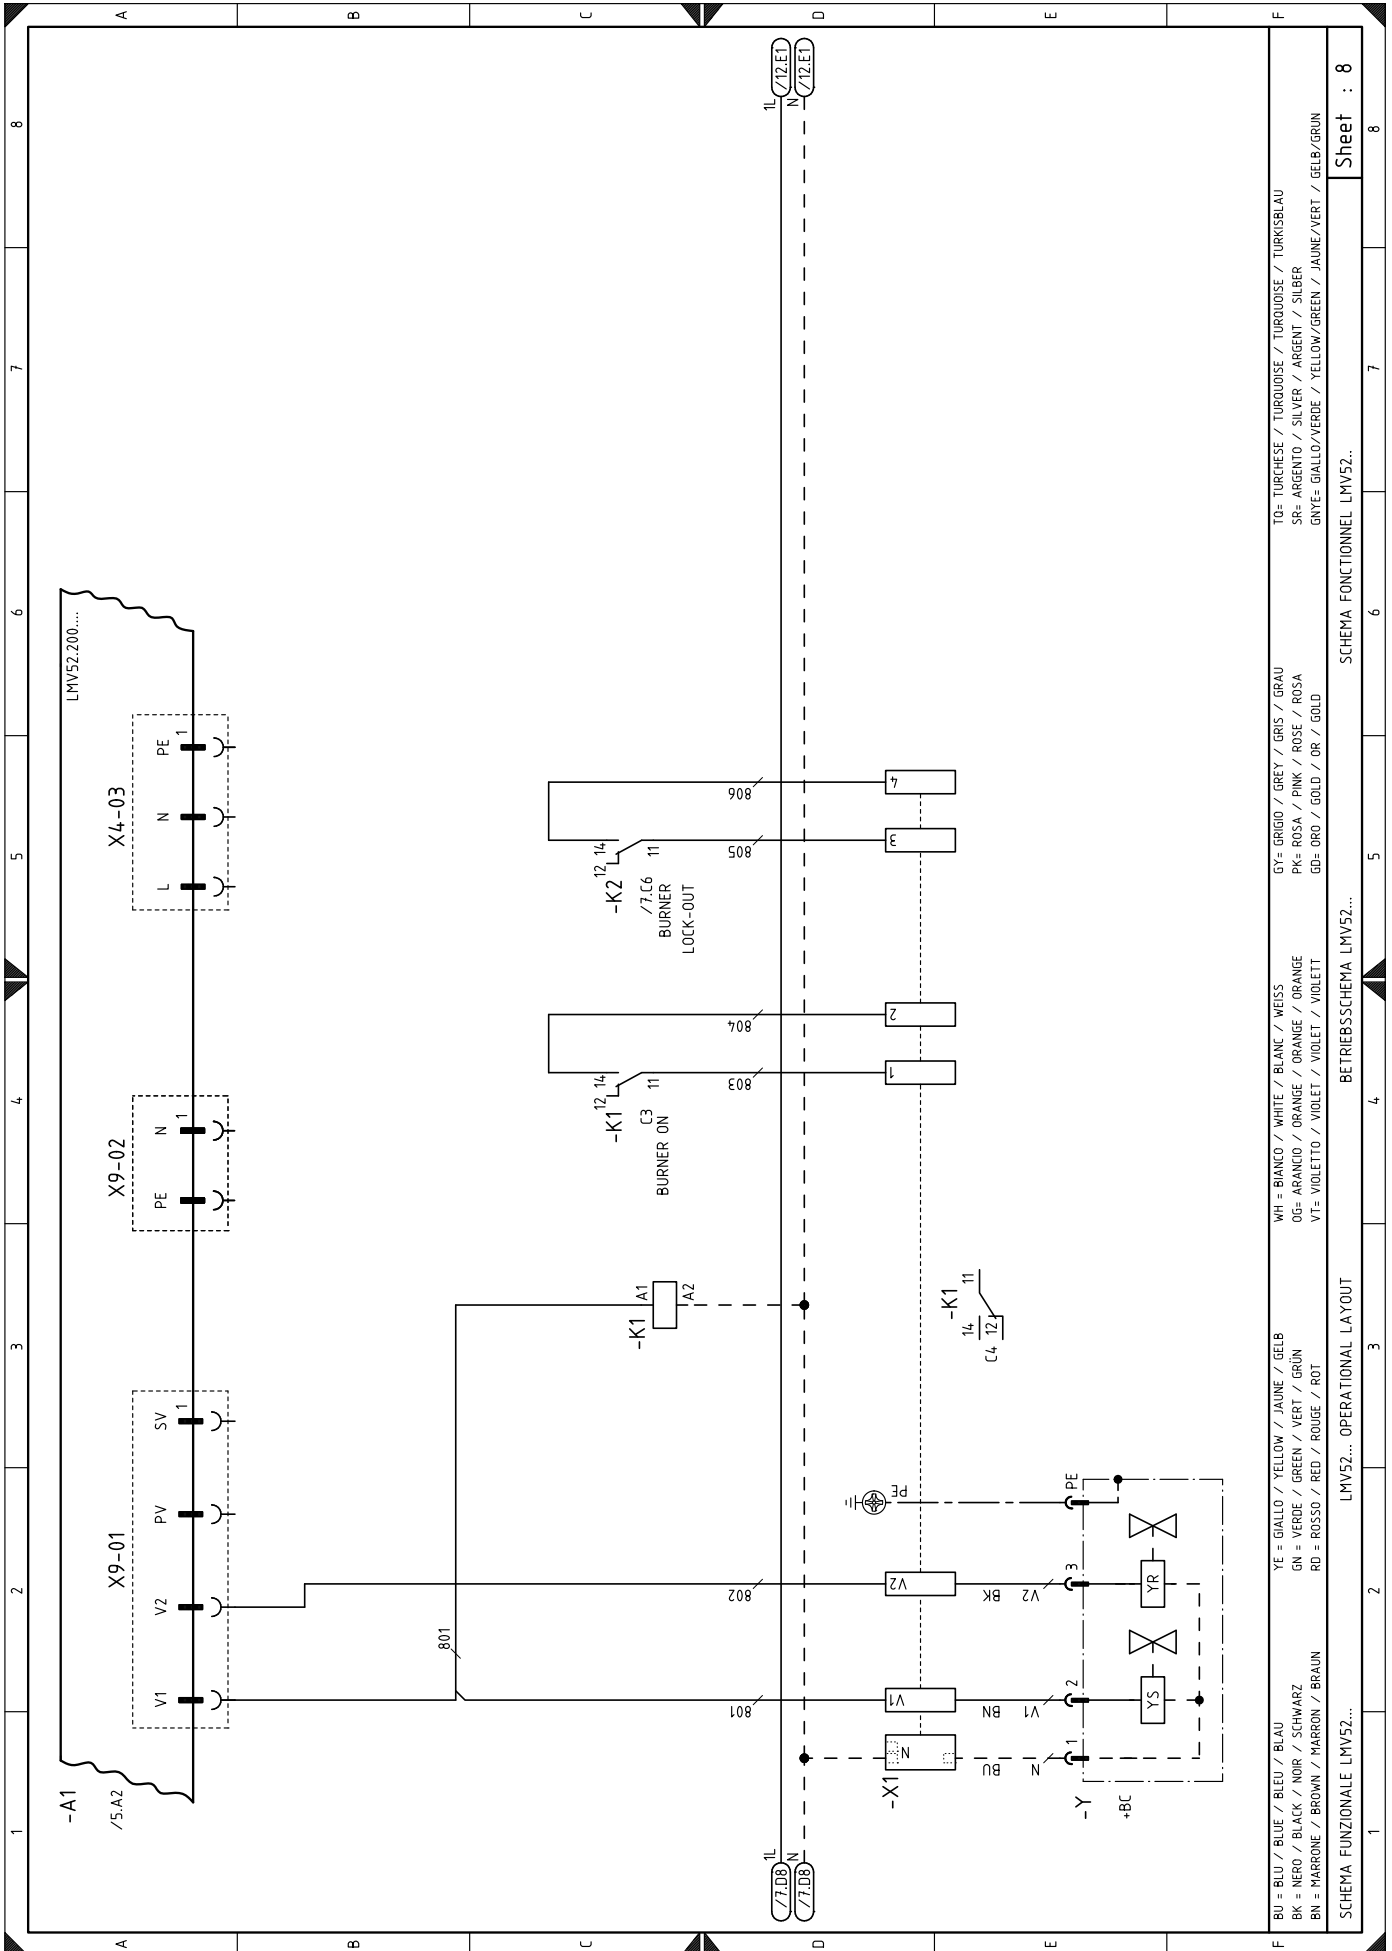 1 2 3 4 5 6 7 8
A
B
C
D
E
F
-A1
/5.A2
LMV52.200....
X9-01
V1 V2 PV SV 1
X9-02
PE N 1
X4-03
L N PE 1
801
-K1 A1 A2
-K1 12 14 11
C3
BURNER ON
-K2 12 14 11
/7.C6
BURNER
LOCK-OUT
/7.D8 1L
/7.D8 N
1L /12.E1
N /12.E1
801
802
803
804
805
806
-X1
N V1 V2 PE 1 2 3 4
BU BN BK
N V1 V2
-Y 1 2 3 PE
+BC
YS YR
-K1
14 11
C4 12
BU = BLU / BLUE / BLEU / BLAU
BK = NERO / BLACK / NOIR / SCHWARZ
BN = MARRONE / BROWN / MARRON / BRAUN
YE = GIALLO / YELLOW / JAUNE / GELB
GN = VERDE / GREEN / VERT / GRÜN
RD = ROSSO / RED / ROUGE / ROT
WH = BIANCO / WHITE / BLANC / WEISS
OG= ARANCIO / ORANGE / ORANGE / ORANGE
VT= VIOLETTO / VIOLET / VIOLET / VIOLETT
GY= GRIGIO / GREY / GRIS / GRAU
PK= ROSA / PINK / ROSE / ROSA
GD= ORO / GOLD / OR / GOLD
TQ= TURCHESE / TURQUOISE / TURQUOISE / TURKISBLAU
SR= ARGENTO / SILVER / ARGENT / SILBER
GNYE= GIALLO/VERDE / YELLOW/GREEN / JAUNE/VERT / GELB/GRUN
SCHEMA FUNZIONALE LMV52...
LMV52... OPERATIONAL LAYOUT
BETRIEBSSCHEMA LMV52...
SCHEMA FONCTIONNEL LMV52..
Sheet : 8
1 2 3 4 5 6 7 8
A
B
C
D
E
F